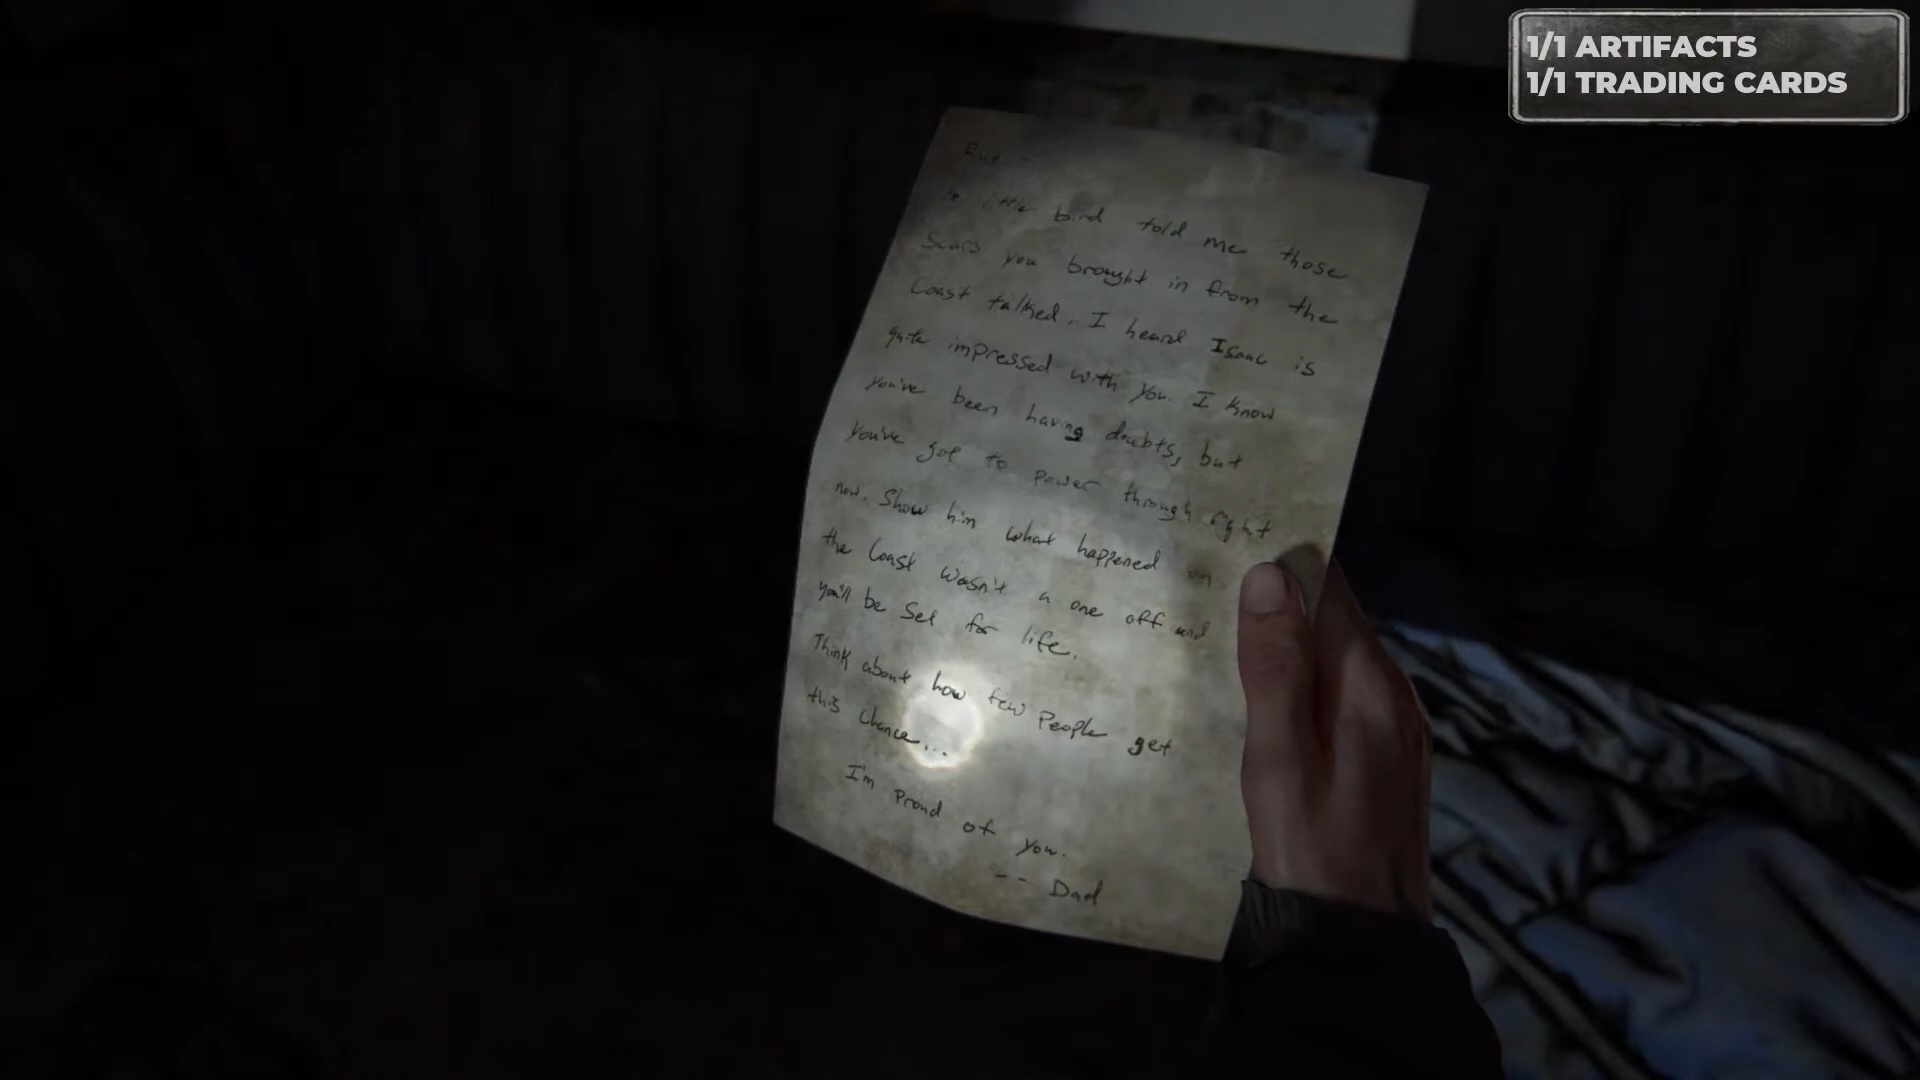 1/1 ARTIFACTS
1/1 TRADING CARDS
A little bird told me those
Scars you brought in from the
Coast talked. I heard Isaac is
quite impressed with you. I know
you've been having doubts, but
you've got to power through right
now. Show him what happened on
the Coast wasn't a one off and
you'll be set for life.
Think about how few people get
this chance...
I'm proud of you.
-- Dad